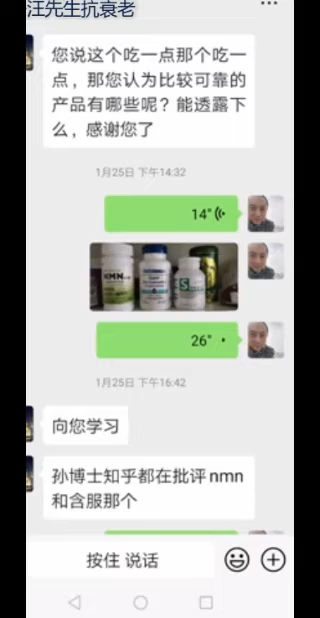 汪先生抗衰老
您说这个吃一点那个吃一
点，那您认为比较可靠的
产品有哪些呢？能透露下
么，感谢您了
1月25日 下午14:32
14"
NMN
S
26"
1月25日 下午16:42
向您学习
孙博士知乎都在批评nmn
和含服那个
按住 说话